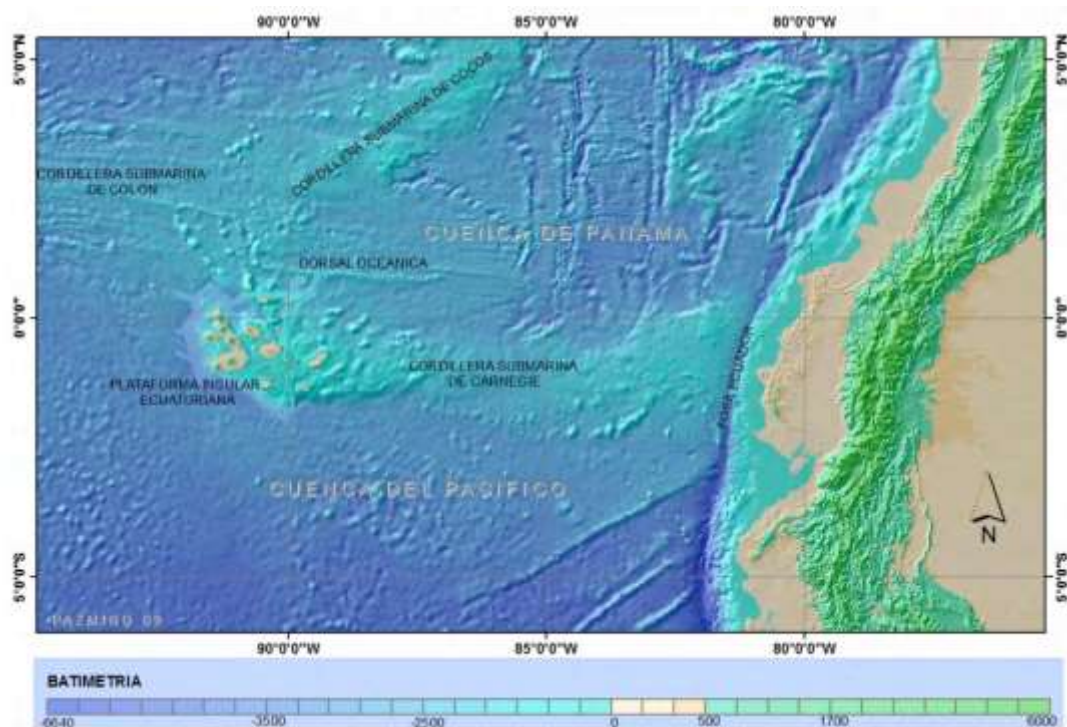 90°0'0"W 85°0'0"W 80°0'0"W
5°0'0"N 5°0'0"N
CORDILLERA SUBMARINA DE COCOS
CORDILLERA SUBMARINA
DE COLON
CUENCA DE PANAMA
DORSAL OCEANICA
0°0'0" 0°0'0"
CORDILLERA SUBMARINA
DE CARNEGIE
PLATAFORMA INSULAR
ECUATORIANA
CUENCA DEL PACIFICO
N
5°0'0"S 5°0'0"S
90°0'0"W 85°0'0"W 80°0'0"W
BATIMETRIA
-3500 -2500 0 500 1700 6000